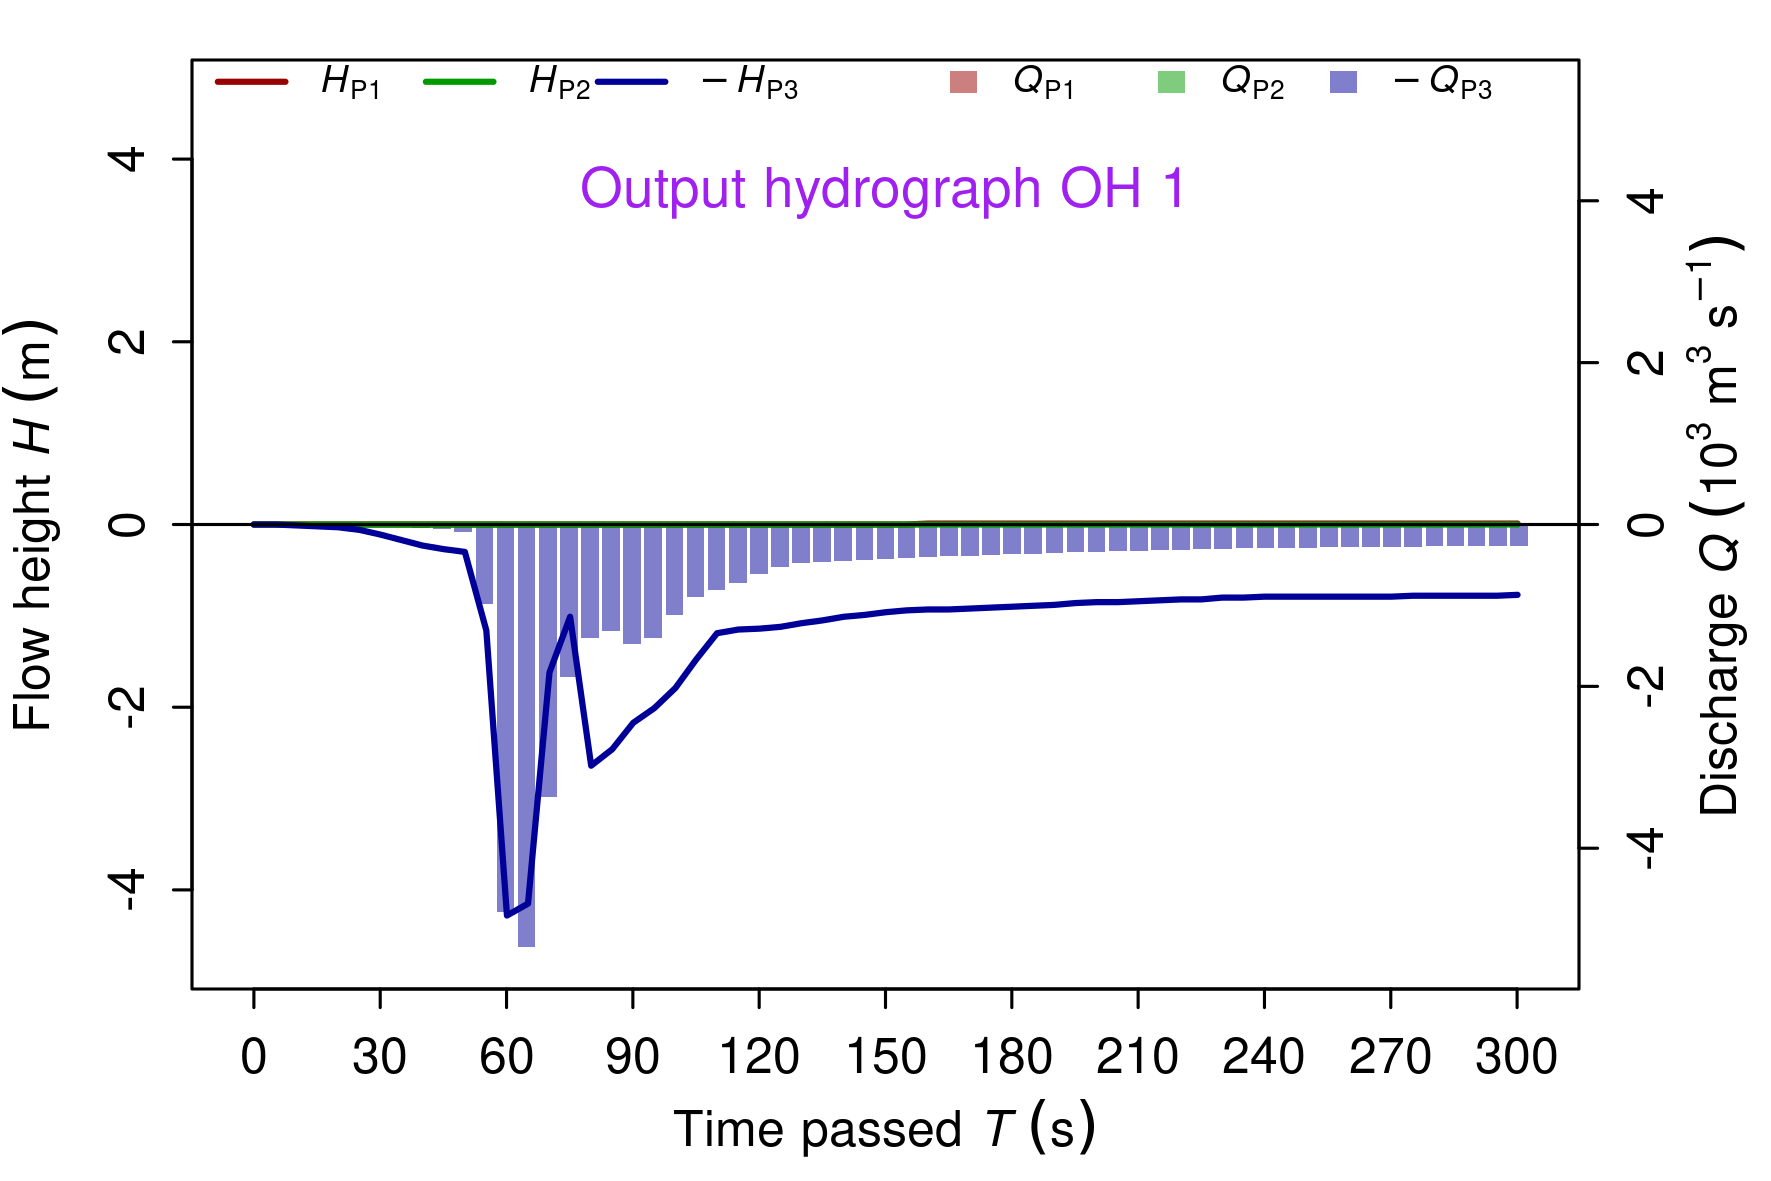 H_P1 H_P2 − H_P3 Q_P1 Q_P2 − Q_P3
Output hydrograph OH 1
Flow height H (m)
4
2
0
-2
-4
4
2
0
-2
-4
Discharge Q (10³ m³ s⁻¹)
0 30 60 90 120 150 180 210 240 270 300
Time passed T (s)